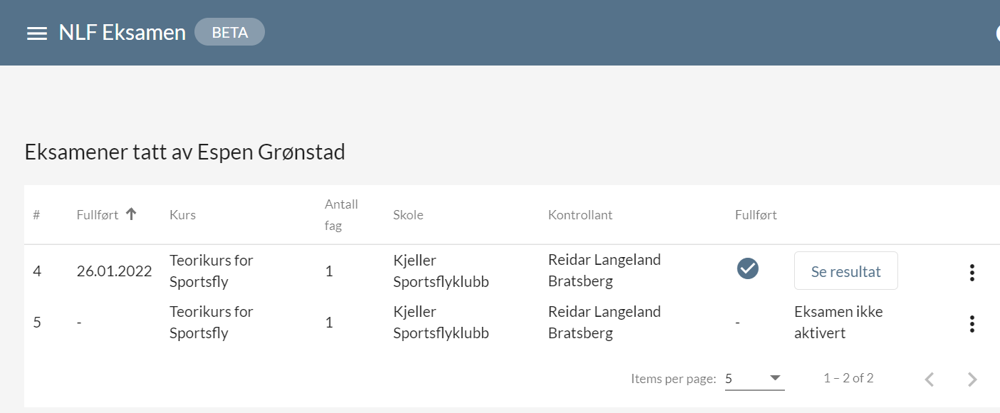 NLF Eksamen BETA
Eksamener tatt av Espen Grønstad
# Fullført Kurs Antall fag Skole Kontrollant Fullført
4 26.01.2022 Teorikurs for Sportsfly 1 Kjeller Sportsflyklubb Reidar Langeland Bratsberg Se resultat
5 - Teorikurs for Sportsfly 1 Kjeller Sportsflyklubb Reidar Langeland Bratsberg - Eksamen ikke aktivert
Items per page: 5 1 – 2 of 2